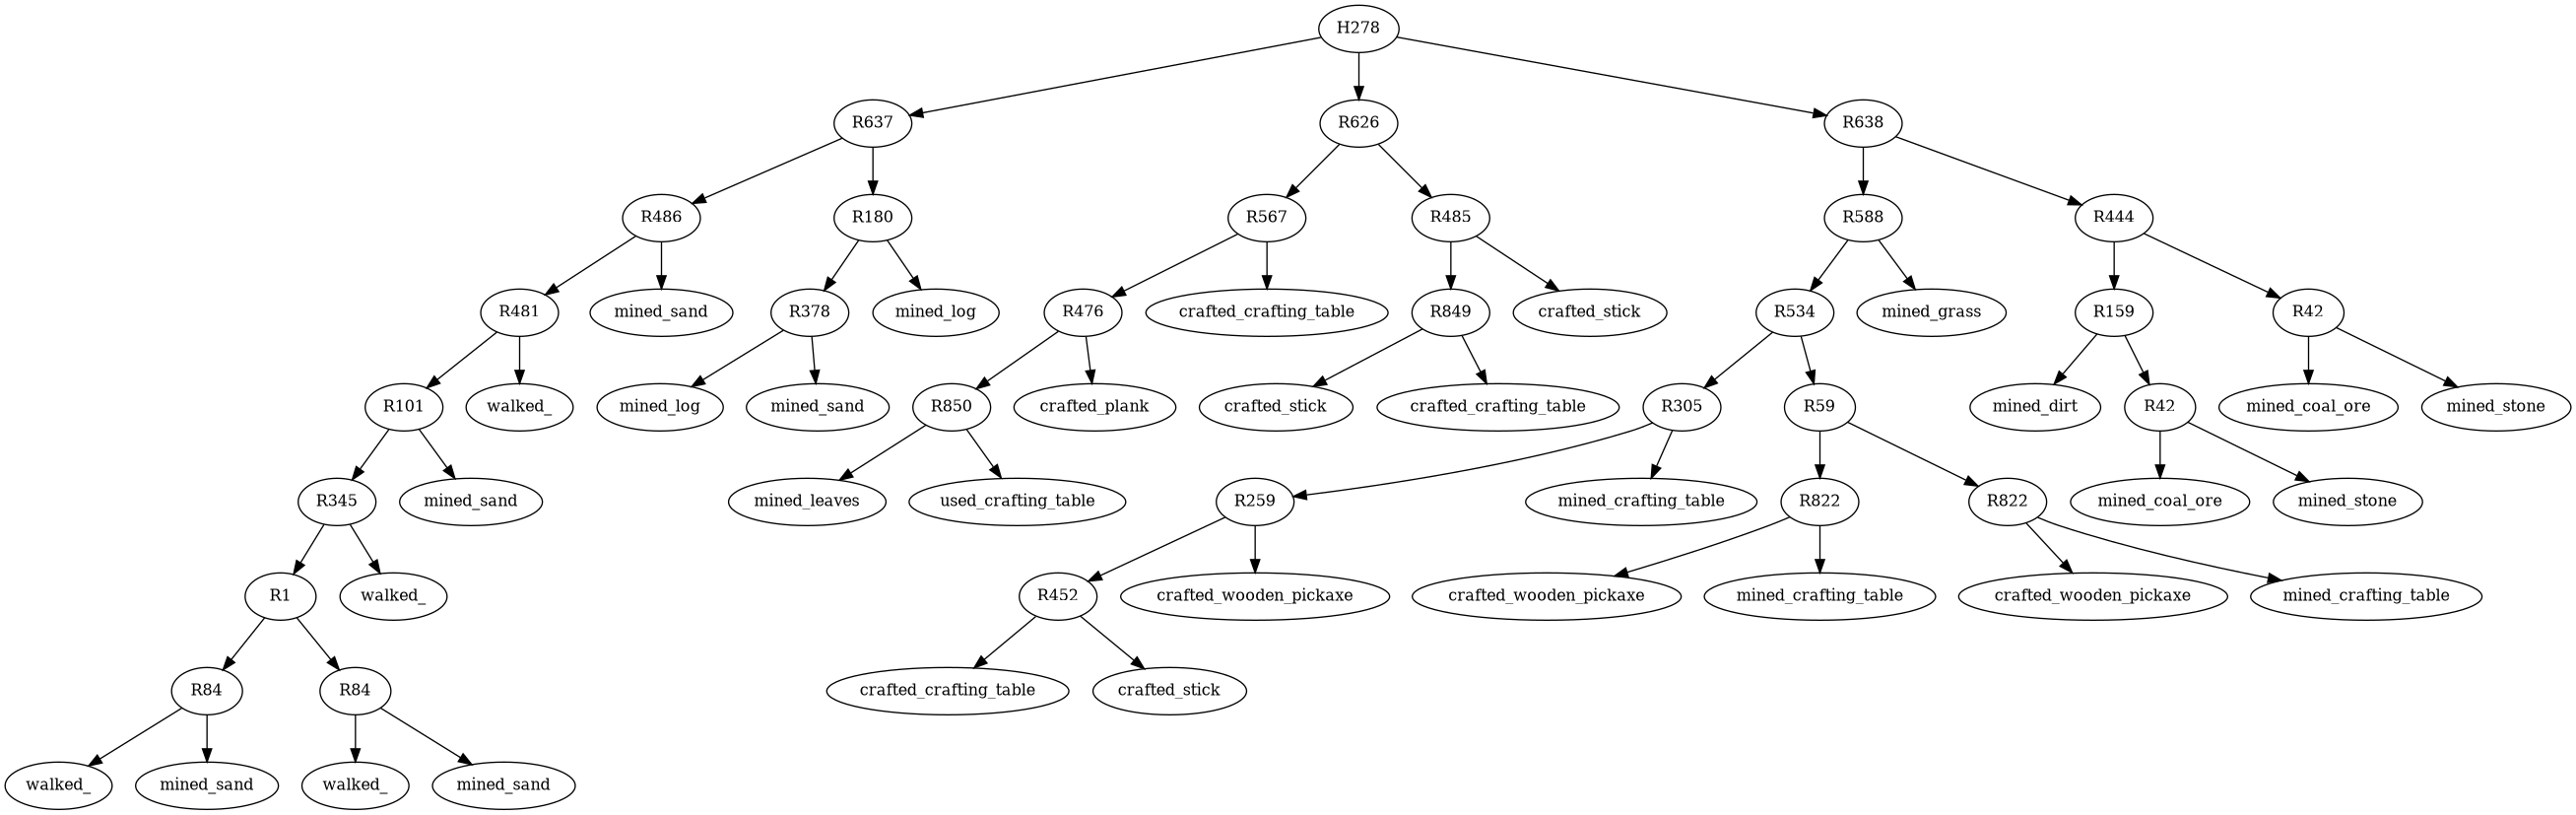 H278
R637
R626
R638
R486
R180
R567
R485
R588
R444
R481
mined_sand
R378
mined_log
R476
crafted_crafting_table
R849
crafted_stick
R534
mined_grass
R159
R42
R101
walked_
mined_log
mined_sand
R850
crafted_plank
crafted_stick
crafted_crafting_table
R305
R59
mined_dirt
R42
mined_coal_ore
mined_stone
R345
mined_sand
mined_leaves
used_crafting_table
R259
mined_crafting_table
R822
R822
mined_coal_ore
mined_stone
R1
walked_
R452
crafted_wooden_pickaxe
crafted_wooden_pickaxe
mined_crafting_table
crafted_wooden_pickaxe
mined_crafting_table
R84
R84
crafted_crafting_table
crafted_stick
walked_
mined_sand
walked_
mined_sand